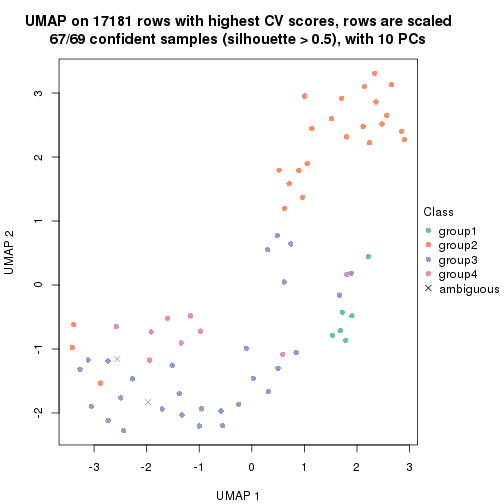 UMAP on 17181 rows with highest CV scores, rows are scaled
67/69 confident samples (silhouette > 0.5), with 10 PCs
UMAP 2
3
2
1
0
-1
-2
-3
-2
-1
0
1
2
3
UMAP 1
Class
group1
group2
group3
group4
ambiguous